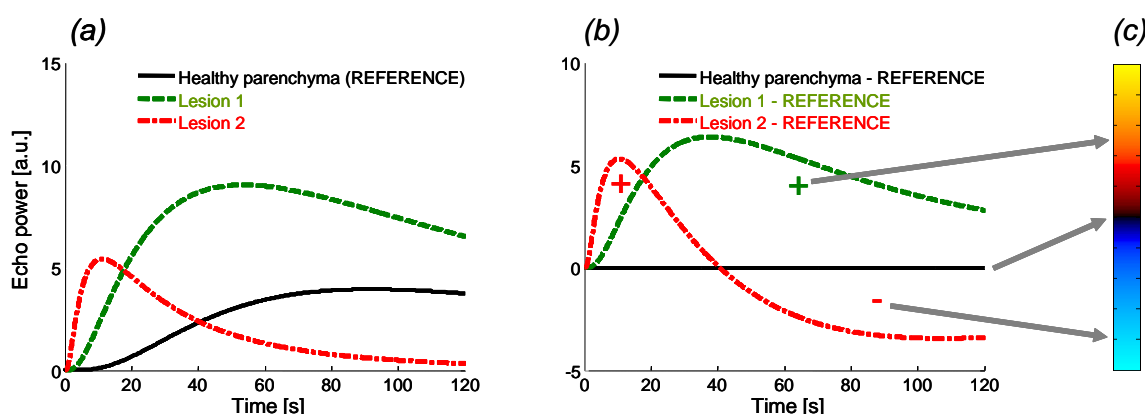 (a)
15
10
5
0
Echo power [a.u.]
Healthy parenchyma (REFERENCE)
Lesion 1
Lesion 2
0 20 40 60 80 100 120
Time [s]
(b)
10
5
0
-5
Healthy parenchyma - REFERENCE
Lesion 1 - REFERENCE
Lesion 2 - REFERENCE
+
+
-
0 20 40 60 80 100 120
Time [s]
(c)